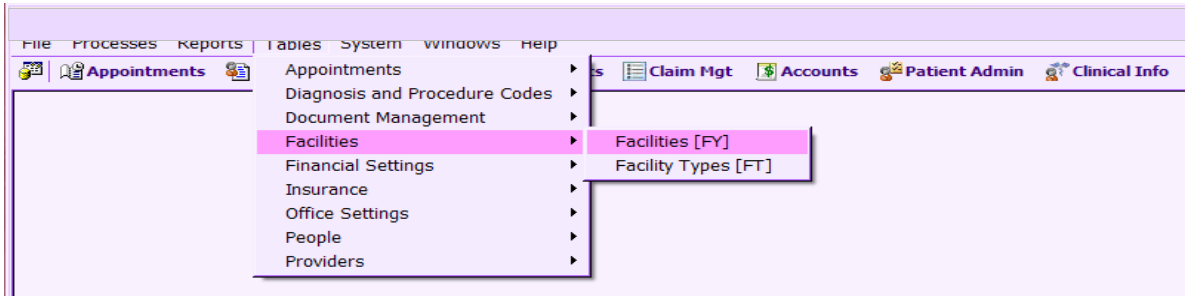 File Processes Reports Tables System Windows Help
Appointments
Claim Mgt Accounts Patient Admin Clinical Info
Appointments
Diagnosis and Procedure Codes
Document Management
Facilities
Facilities [FY]
Financial Settings
Facility Types [FT]
Insurance
Office Settings
People
Providers